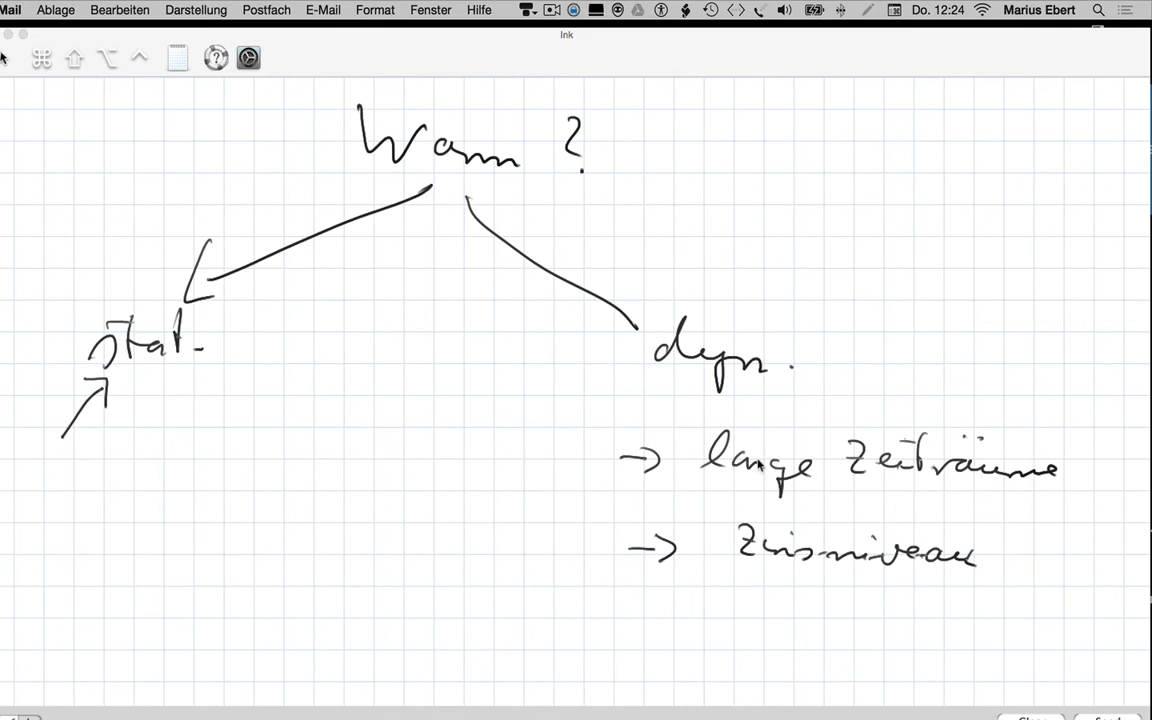 Mail Ablage Bearbeiten Darstellung Postfach E-Mail Format Fenster Hilfe Do. 12:24 Marius Ebert
Ink
Wann ?
stat.
dyn.
→ lange Zeiträume
→ Zinsniveau